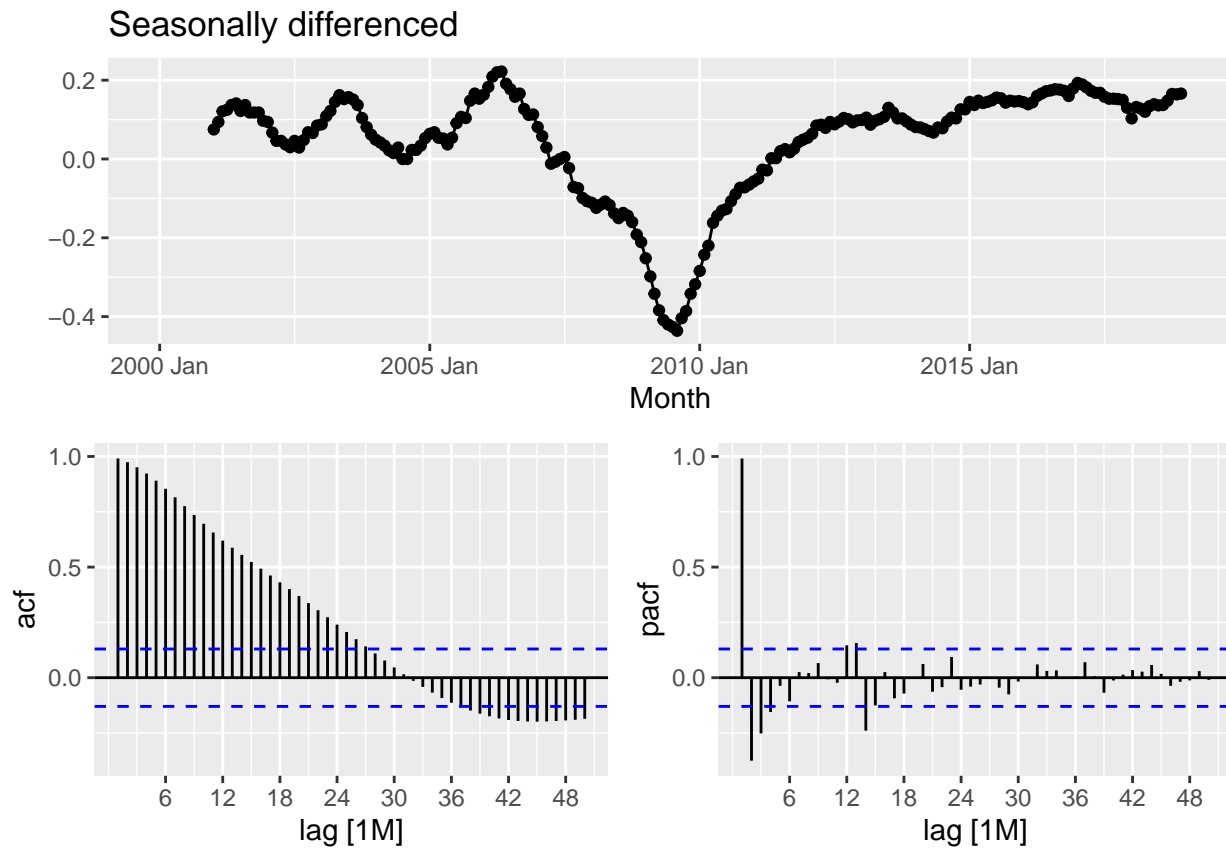 Seasonally differenced
0.2
0.0
−0.2
−0.4
2000 Jan 2005 Jan 2010 Jan 2015 Jan
Month
1.0
0.5
0.0
acf
6 12 18 24 30 36 42 48
lag [1M]
1.0
0.5
0.0
pacf
6 12 18 24 30 36 42 48
lag [1M]